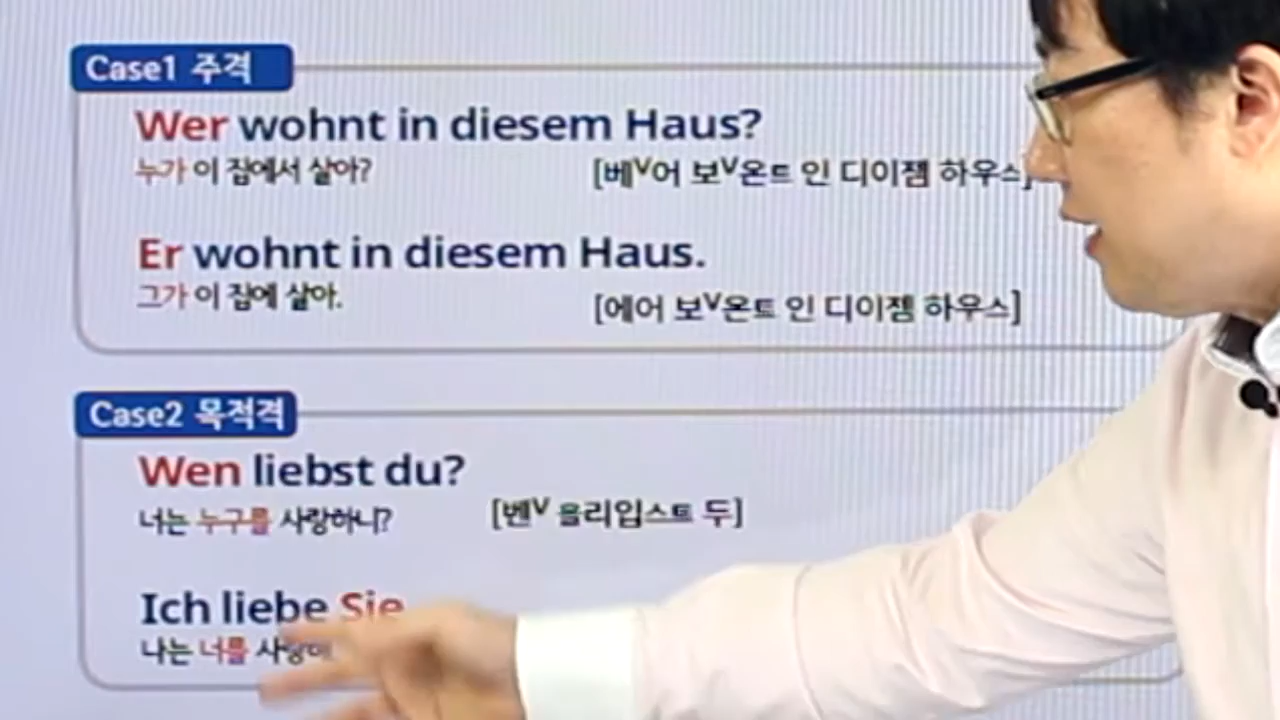 Case1 주격
Wer wohnt in diesem Haus?
누가 이 집에서 살아?
[베ⱽ어 보ⱽ온트 인 디이젬 하우스]
Er wohnt in diesem Haus.
그가 이 집에 살아.
[에어 보ⱽ온트 인 디이젬 하우스]
Case2 목적격
Wen liebst du?
너는 누구를 사랑하니?
[벤ⱽ 을리입스트 두]
Ich liebe Sie
나는 너를